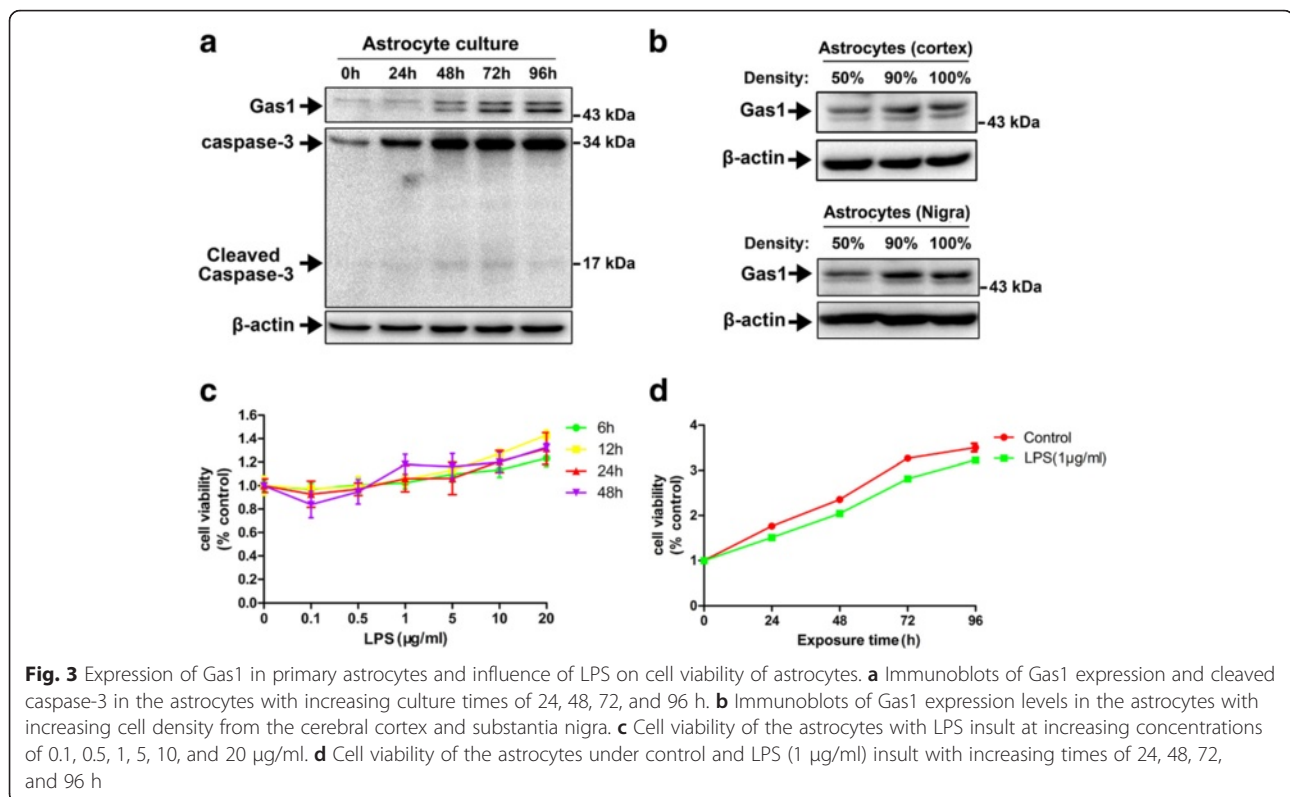 a
Astrocyte culture
0h 24h 48h 72h 96h
Gas1
43 kDa
caspase-3
34 kDa
Cleaved
Caspase-3
17 kDa
β-actin
b
Astrocytes (cortex)
Density: 50% 90% 100%
Gas1
43 kDa
β-actin
Astrocytes (Nigra)
Density: 50% 90% 100%
Gas1
43 kDa
β-actin
c
cell viability
(% control)
1.6
1.4
1.2
1.0
0.8
0.6
0.4
0.2
0.0
0 0.1 0.5 1 5 10 20
LPS (μg/ml)
6h
12h
24h
48h
d
cell viability
(% control)
4
3
2
1
0
0 24 48 72 96
Exposure time (h)
Control
LPS(1μg/ml)
Fig. 3 Expression of Gas1 in primary astrocytes and influence of LPS on cell viability of astrocytes. a Immunoblots of Gas1 expression and cleaved
caspase-3 in the astrocytes with increasing culture times of 24, 48, 72, and 96 h. b Immunoblots of Gas1 expression levels in the astrocytes with
increasing cell density from the cerebral cortex and substantia nigra. c Cell viability of the astrocytes with LPS insult at increasing concentrations
of 0.1, 0.5, 1, 5, 10, and 20 μg/ml. d Cell viability of the astrocytes under control and LPS (1 μg/ml) insult with increasing times of 24, 48, 72,
and 96 h